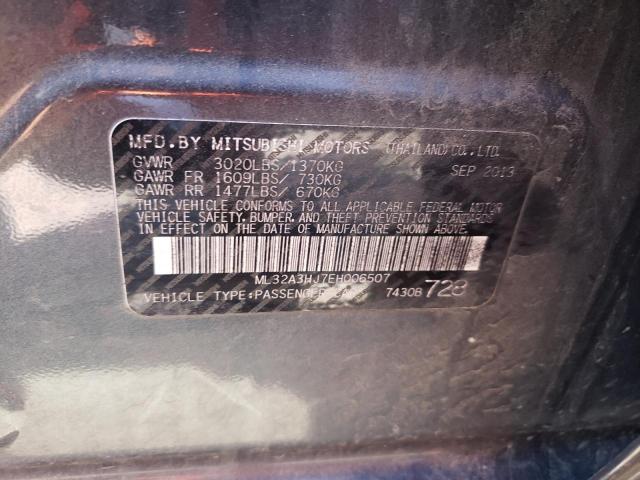 MFD.BY MITSUBISHI MOTORS (THAILAND) CO., LTD.
GVWR 3020LBS/1370KG SEP 2013
GAWR FR 1609LBS/ 730KG
GAWR RR 1477LBS/ 670KG
THIS VEHICLE CONFORMS TO ALL APPLICABLE FEDERAL MOTOR
VEHICLE SAFETY, BUMPER, AND THEFT PREVENTION STANDARDS
IN EFFECT ON THE DATE OF MANUFACTURE SHOWN ABOVE.
ML32A3HJ7EH006507
VEHICLE TYPE:PASSENGER CAR 7430B 728